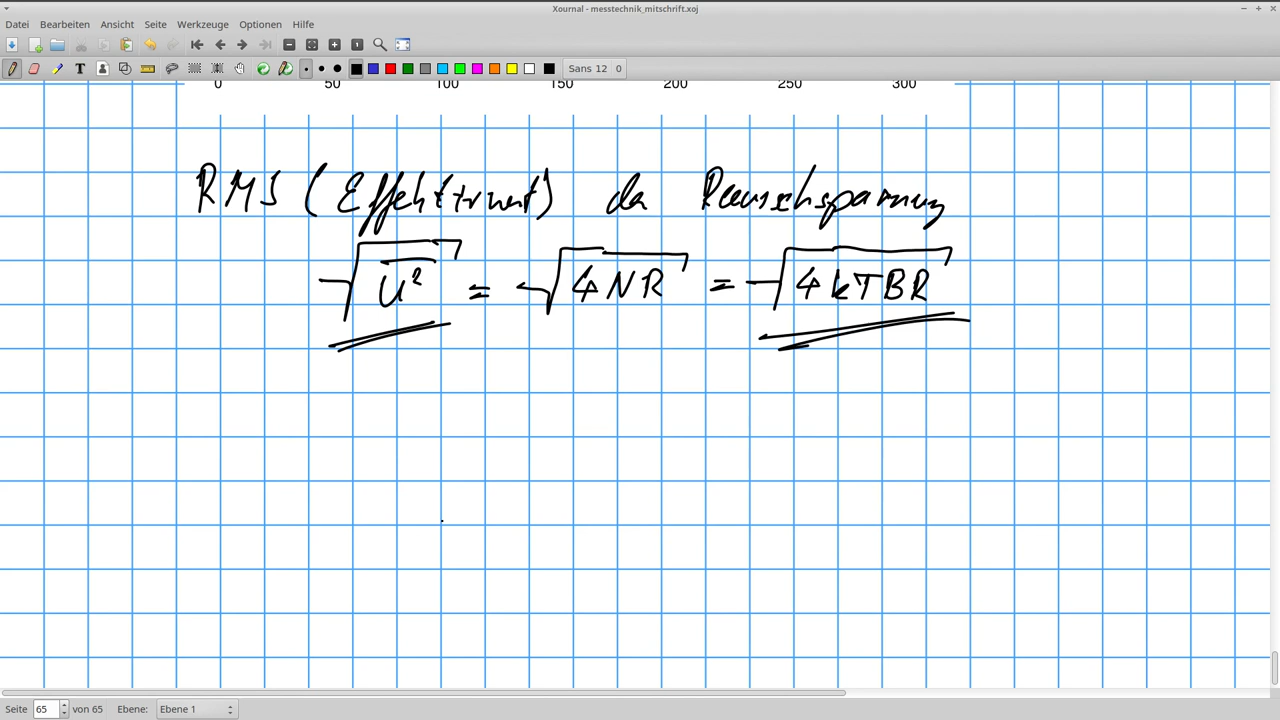 Xournal - messtechnik_mitschrift.xoj
Datei Bearbeiten Ansicht Seite Werkzeuge Optionen Hilfe
Sans 12 0
0 50 100 150 200 250 300
RMS (Effektivwert) der Rauschspannung
√(U̅²) = √(4NR) = √(4kTBR)
Seite 65 von 65 Ebene: Ebene 1